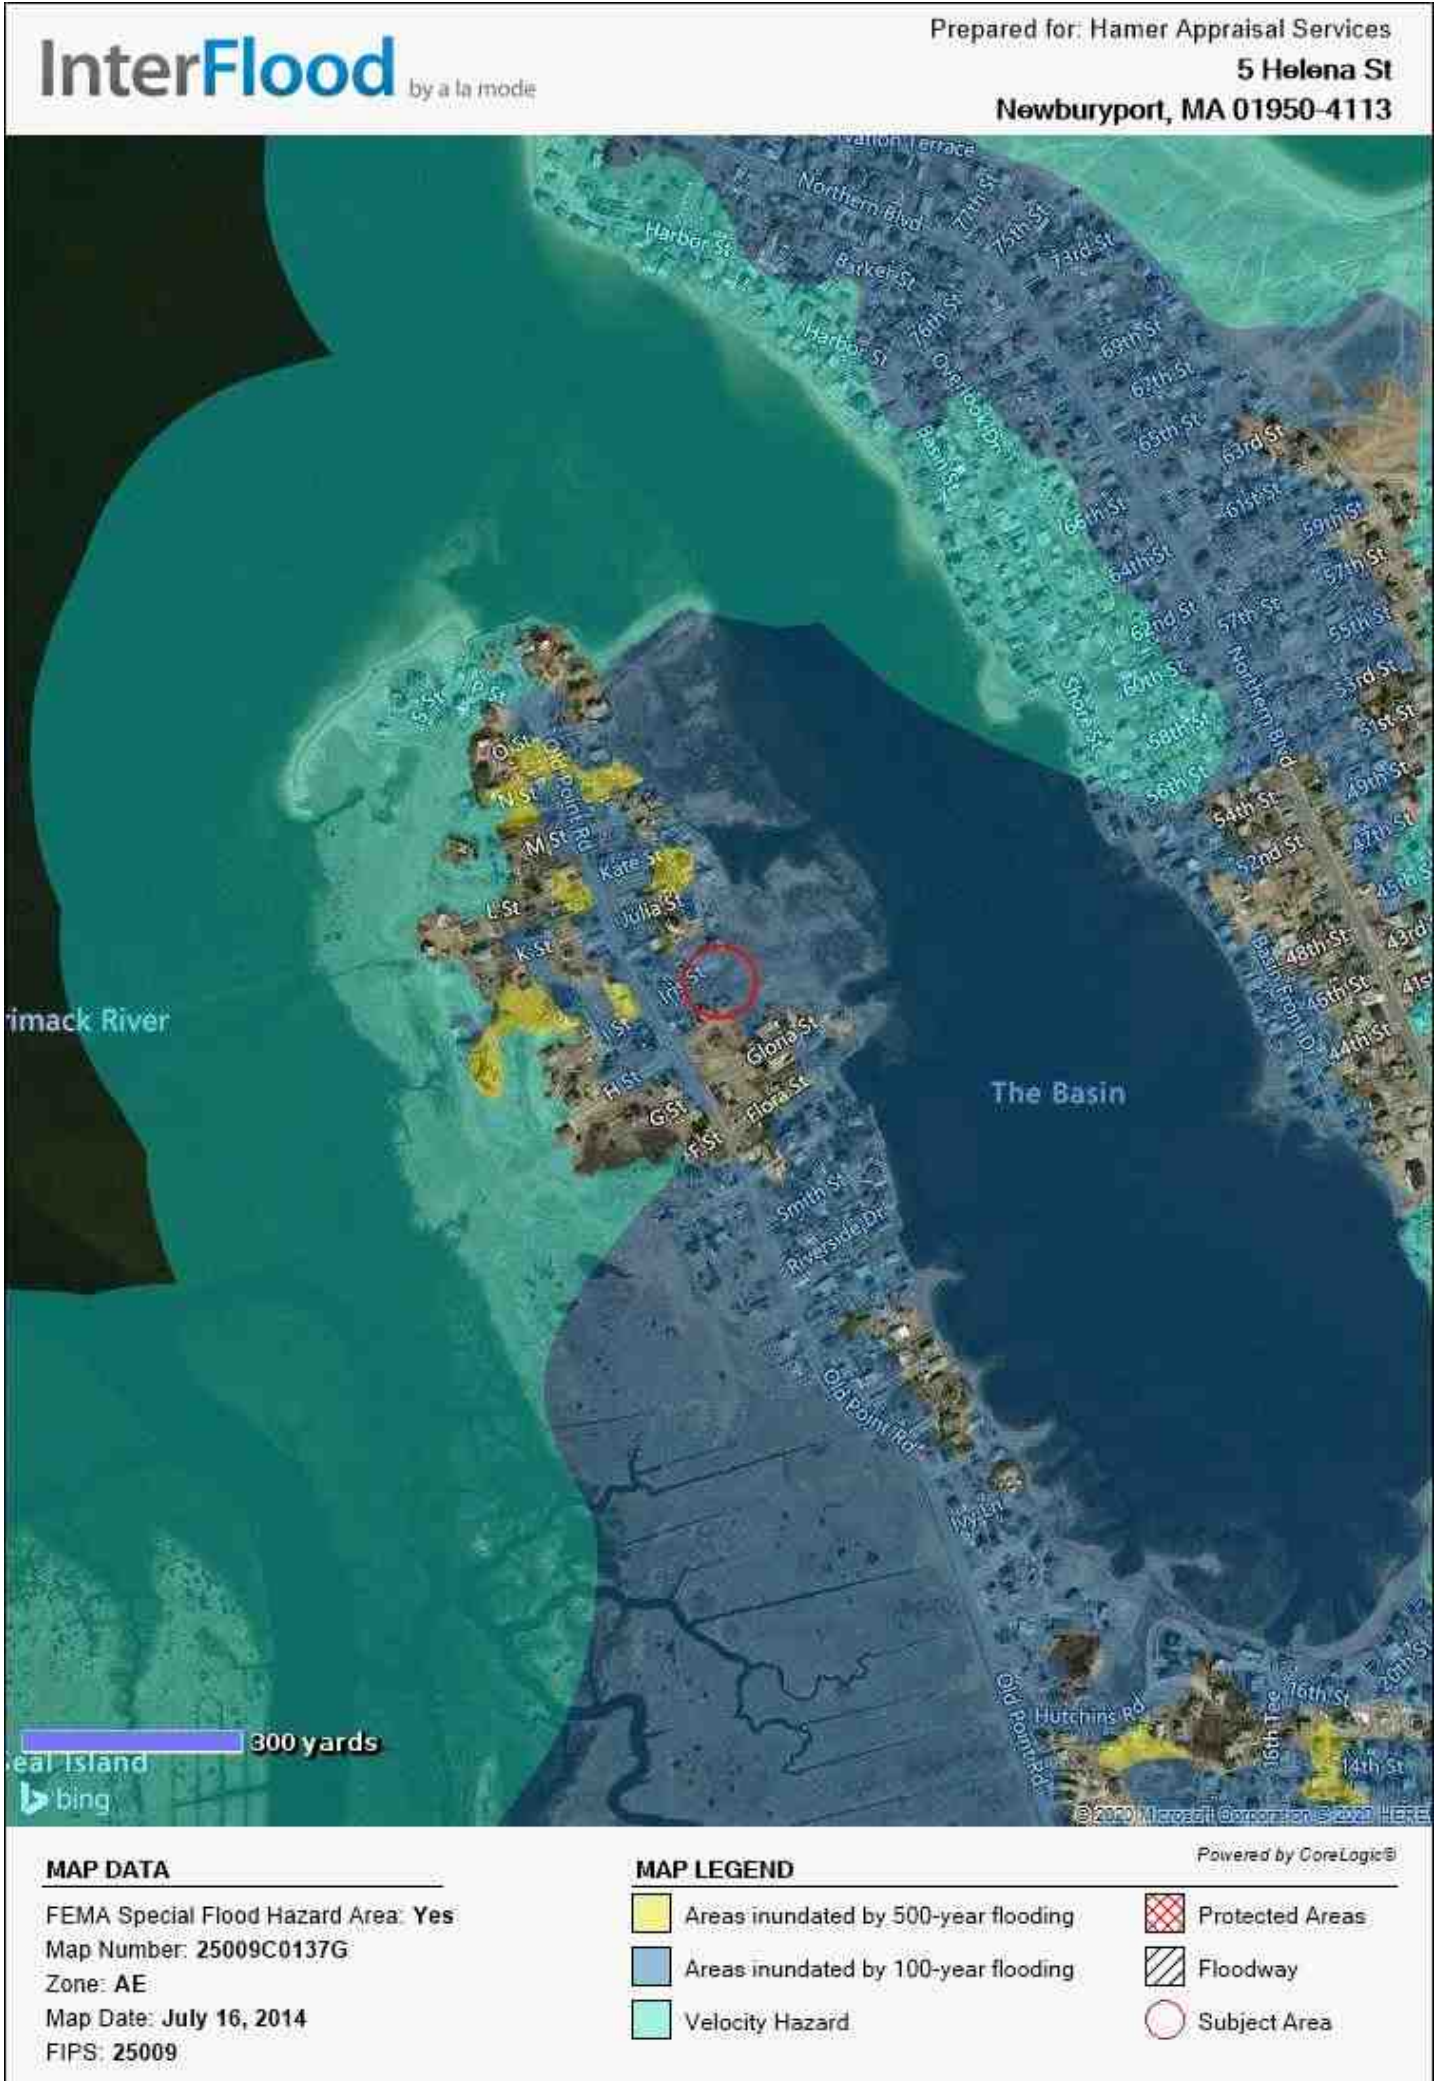 InterFlood by a la mode
Prepared for: Hamer Appraisal Services
5 Helena St
Newburyport, MA 01950-4113
Northern Blvd
77th St
75th St
73rd St
Harbor St
Barker St
76th St
Harbor St
69th St
67th St
Overlook Dr
65th St
63rd St
Basin St
61st St
59th St
66th St
57th St
64th St
62nd St
57th St
55th St
60th St
Northern Blvd
53rd St
Shore St
58th St
51st St
56th St
49th St
54th St
47th St
52nd St
45th S
48th St
43rd
46th St
41s
44th St
O St
N St
Old Point Rd
M St
Kate St
L St
Julia St
K St
rimack River
Gloria St
The Basin
H St
G St
Flora St
F St
Smith St
Riverside Dr
Old Point Rd
Ivy Ln
Old Point Rd
Hutchins Rd
16th St
20th S
16th Ter
14th St
300 yards
eal Island
bing
© 2020 Microsoft Corporation © 2020 HERE
Powered by CoreLogic®
MAP DATA
FEMA Special Flood Hazard Area: Yes
Map Number: 25009C0137G
Zone: AE
Map Date: July 16, 2014
FIPS: 25009
MAP LEGEND
Areas inundated by 500-year flooding
Areas inundated by 100-year flooding
Velocity Hazard
Protected Areas
Floodway
Subject Area